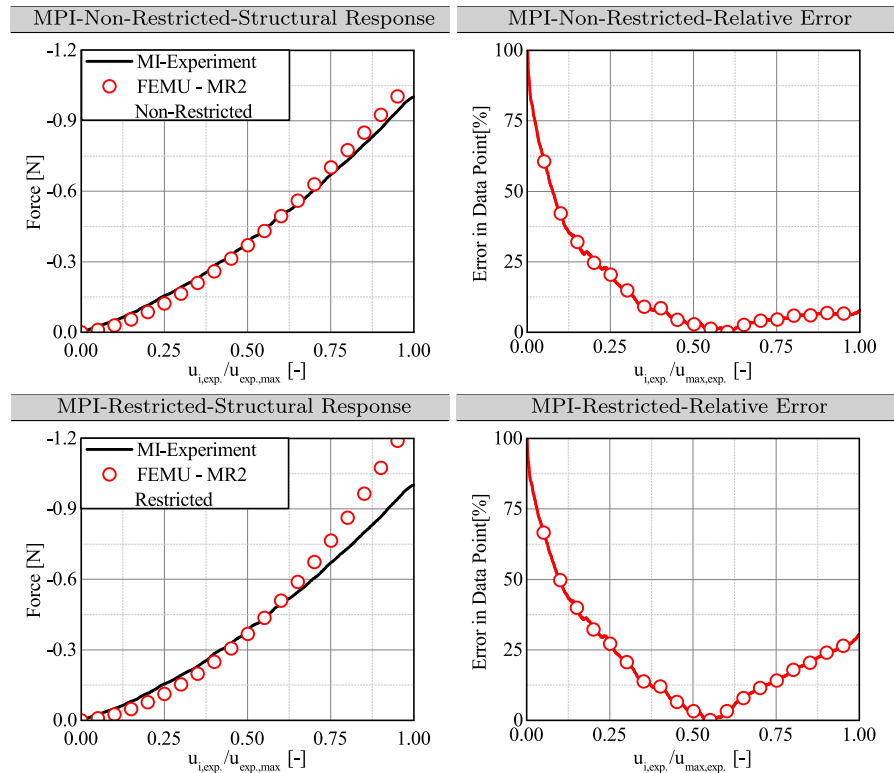 MPI-Non-Restricted-Structural Response
MPI-Non-Restricted-Relative Error
-1.2
-0.9
-0.6
-0.3
0.0
Force [N]
MI-Experiment
FEMU - MR2
Non-Restricted
0.00 0.25 0.50 0.75 1.00
u_i,exp./u_exp.,max [-]
100
75
50
25
0
Error in Data Point[%]
0.00 0.25 0.50 0.75 1.00
u_i,exp./u_max,exp. [-]
MPI-Restricted-Structural Response
MPI-Restricted-Relative Error
-1.2
-0.9
-0.6
-0.3
0.0
Force [N]
MI-Experiment
FEMU - MR2
Restricted
0.00 0.25 0.50 0.75 1.00
u_i,exp./u_exp.,max [-]
100
75
50
25
0
Error in Data Point[%]
0.00 0.25 0.50 0.75 1.00
u_i,exp./u_max,exp. [-]